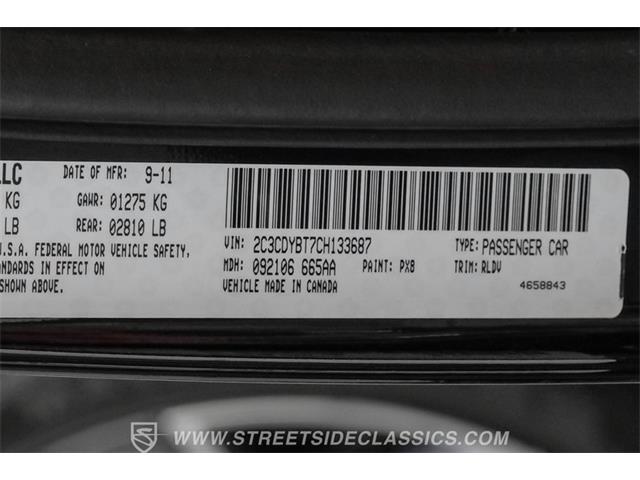 LLC DATE OF MFR: 9-11
KG GAWR: 01275 KG
LB REAR: 02810 LB
U.S.A. FEDERAL MOTOR VEHICLE SAFETY,
ANDARDS IN EFFECT ON
SHOWN ABOVE.
VIN: 2C3CDYBT7CH133687 TYPE: PASSENGER CAR
MDH: 092106 665AA PAINT: PX8 TRIM: RLDV
VEHICLE MADE IN CANADA 4658843
WWW.STREETSIDECLASSICS.COM